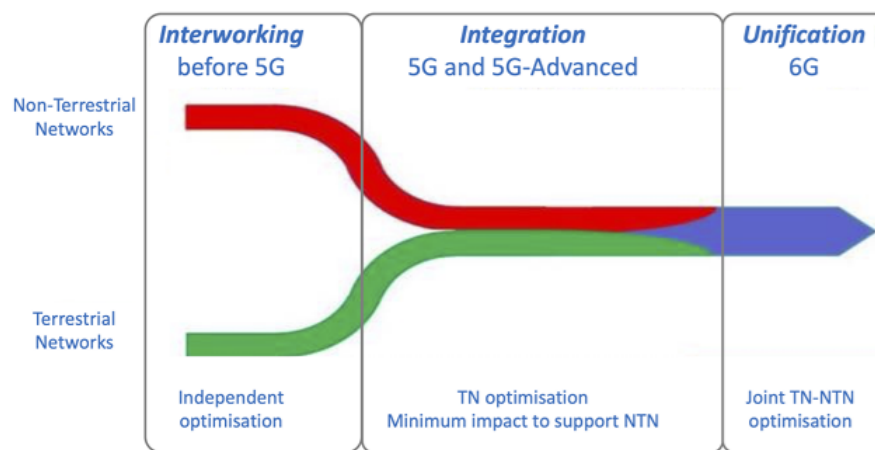 Interworking
before 5G
Integration
5G and 5G-Advanced
Unification
6G
Non-Terrestrial
Networks
Terrestrial
Networks
Independent
optimisation
TN optimisation
Minimum impact to support NTN
Joint TN-NTN
optimisation